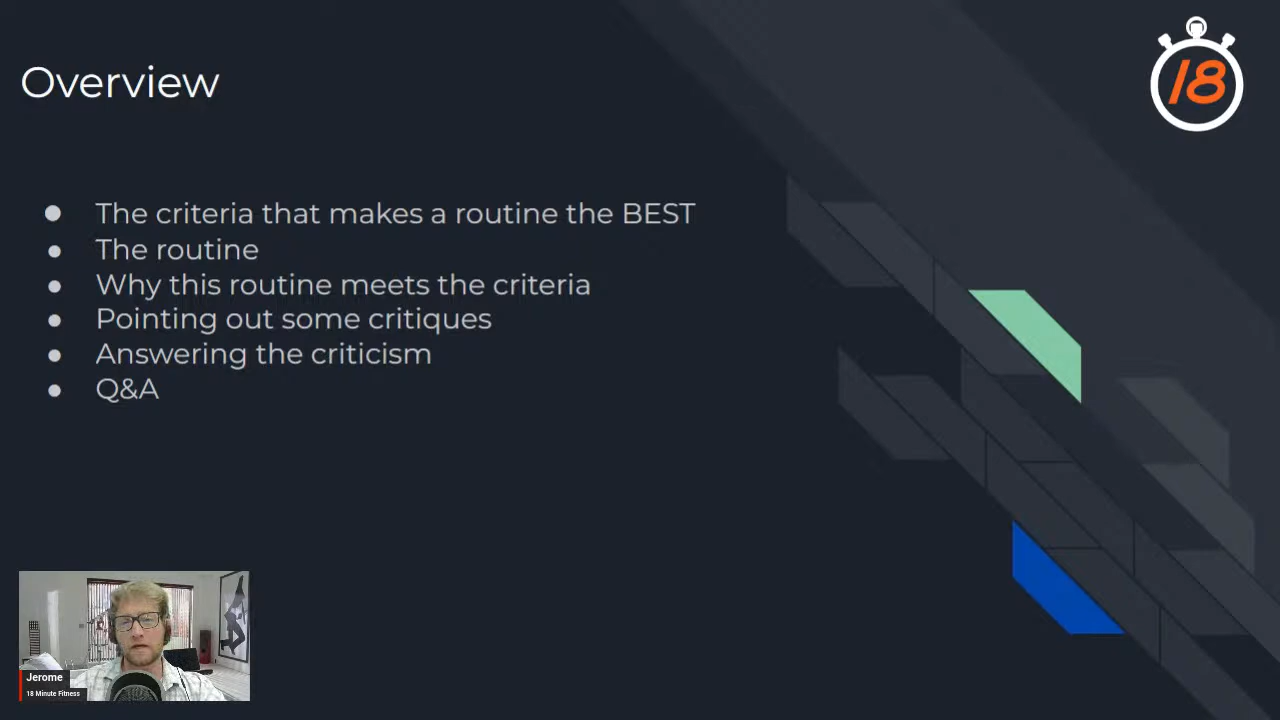 Overview
18
The criteria that makes a routine the BEST
The routine
Why this routine meets the criteria
Pointing out some critiques
Answering the criticism
Q&A
Jerome
18 Minute Fitness